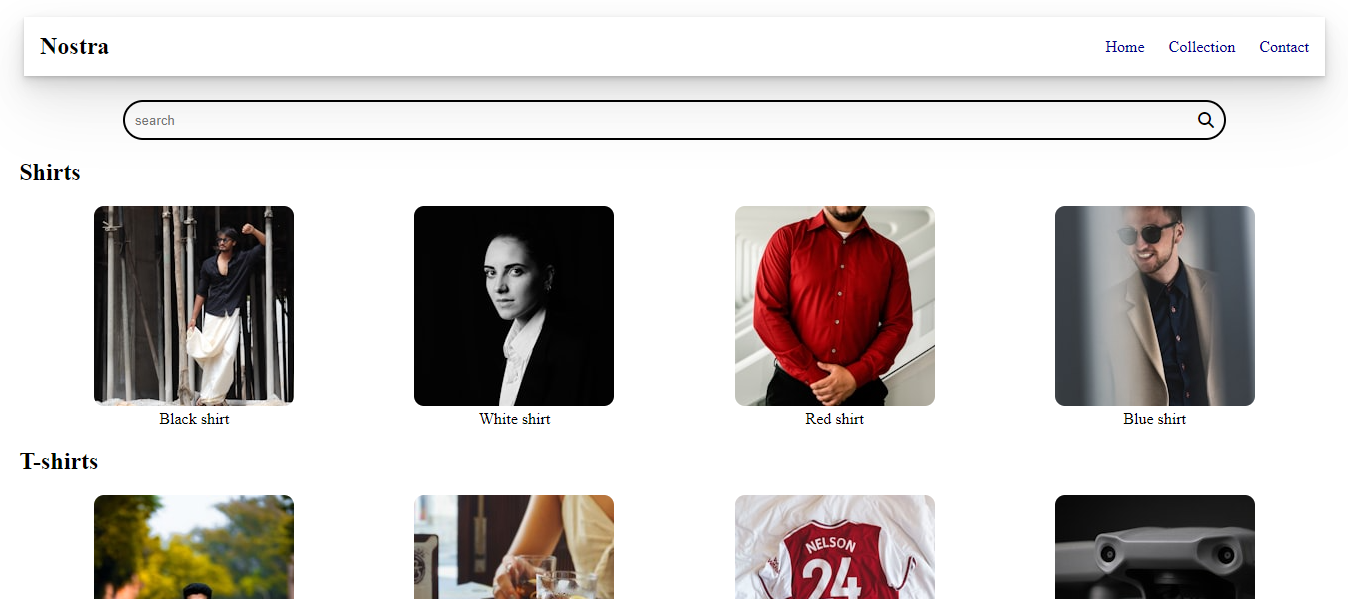 Nostra
Home Collection Contact
search
Shirts
Black shirt White shirt Red shirt Blue shirt
T-shirts
NELSON
24